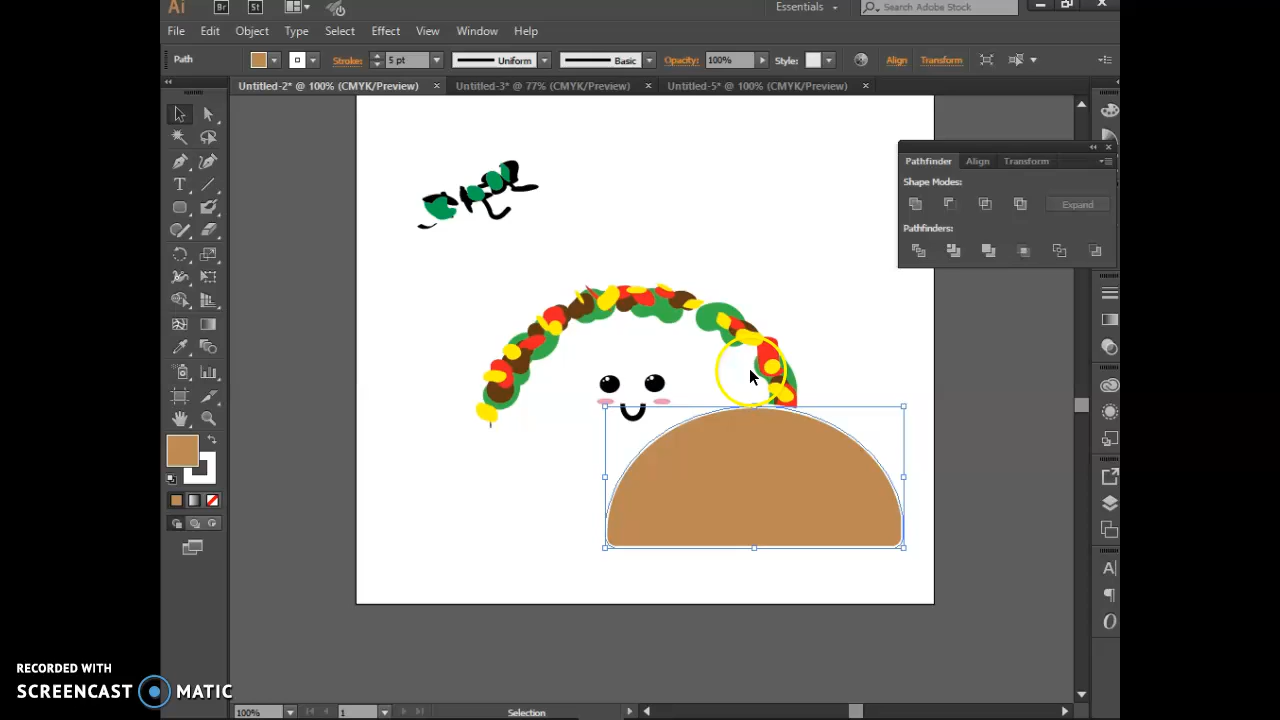 Ai Br St Essentials Search Adobe Stock
File Edit Object Type Select Effect View Window Help
Path Stroke: 5 pt Uniform Basic Opacity: 100% Style: Align Transform
Untitled-2* @ 100% (CMYK/Preview) Untitled-3* @ 77% (CMYK/Preview) Untitled-5* @ 100% (CMYK/Preview)
Pathfinder Align Transform
Shape Modes:
Expand
Pathfinders:
RECORDED WITH
SCREENCAST MATIC
100% 1 Selection